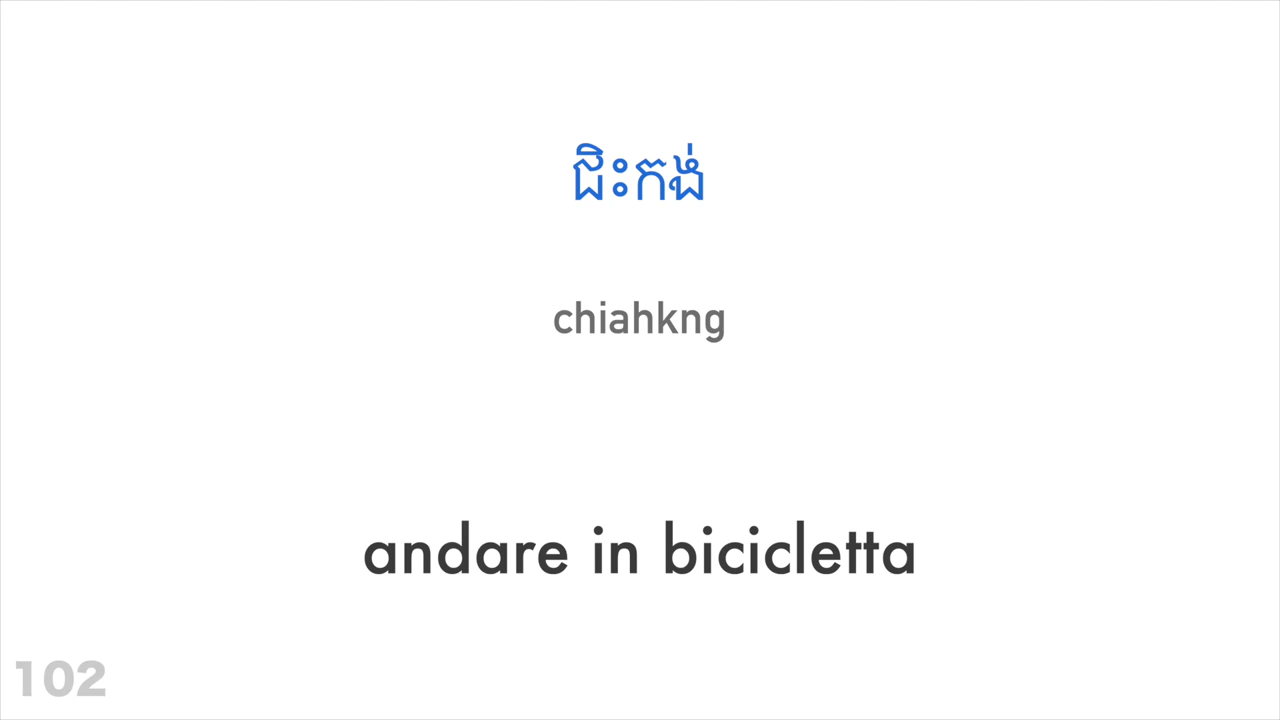 ជិះកង់
chiahkng
andare in bicicletta
102